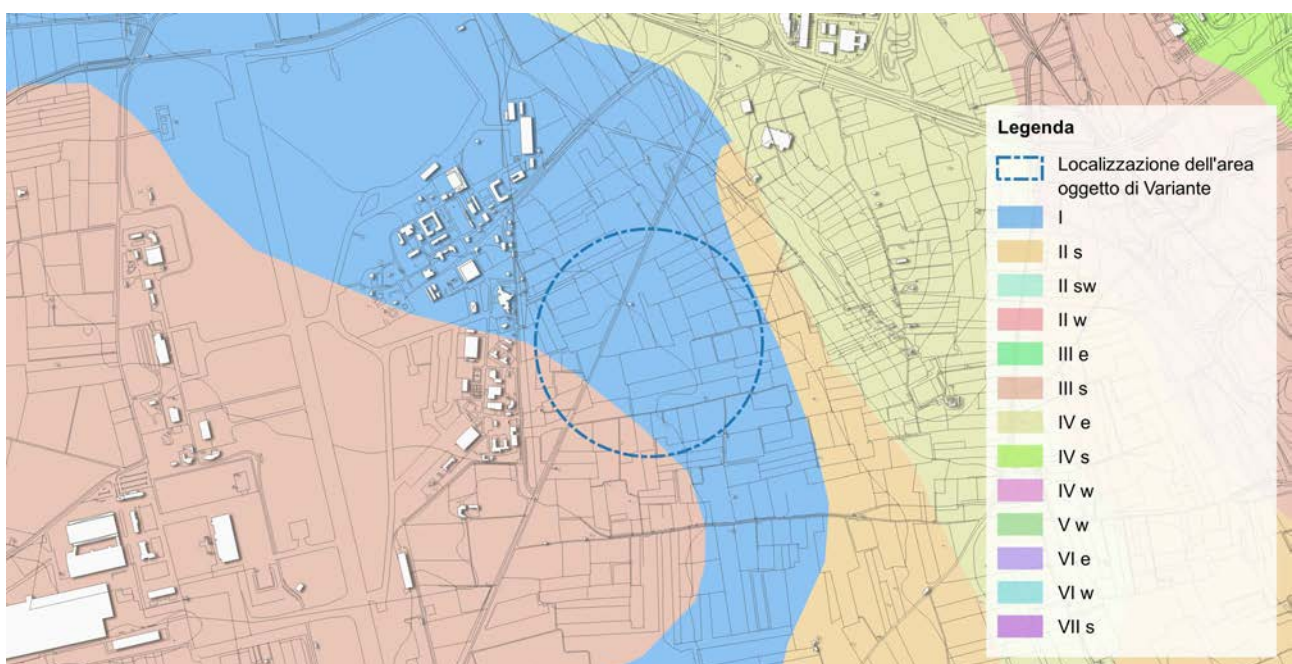 Legenda
Localizzazione dell'area
oggetto di Variante
I
II s
II sw
II w
III e
III s
IV e
IV s
IV w
V w
VI e
VI w
VII s